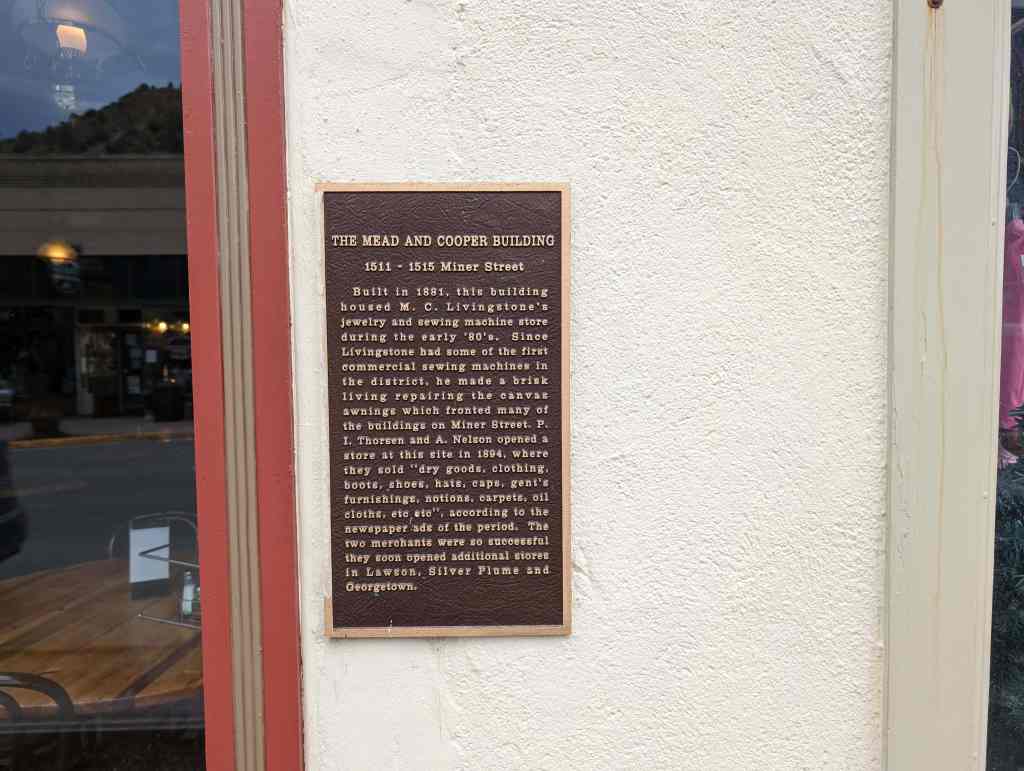 THE MEAD AND COOPER BUILDING
1511 - 1515 Miner Street
Built in 1881, this building
housed M. C. Livingstone's
jewelry and sewing machine store
during the early '80's. Since
Livingstone had some of the first
commercial sewing machines in
the district, he made a brisk
living repairing the canvas
awnings which fronted many of
the buildings on Miner Street. P.
I. Thorsen and A. Nelson opened a
store at this site in 1894, where
they sold "dry goods, clothing,
boots, shoes, hats, caps, gent's
furnishings, notions, carpets, oil
cloths, etc etc", according to the
newspaper ads of the period. The
two merchants were so successful
they soon opened additional stores
in Lawson, Silver Plume and
Georgetown.